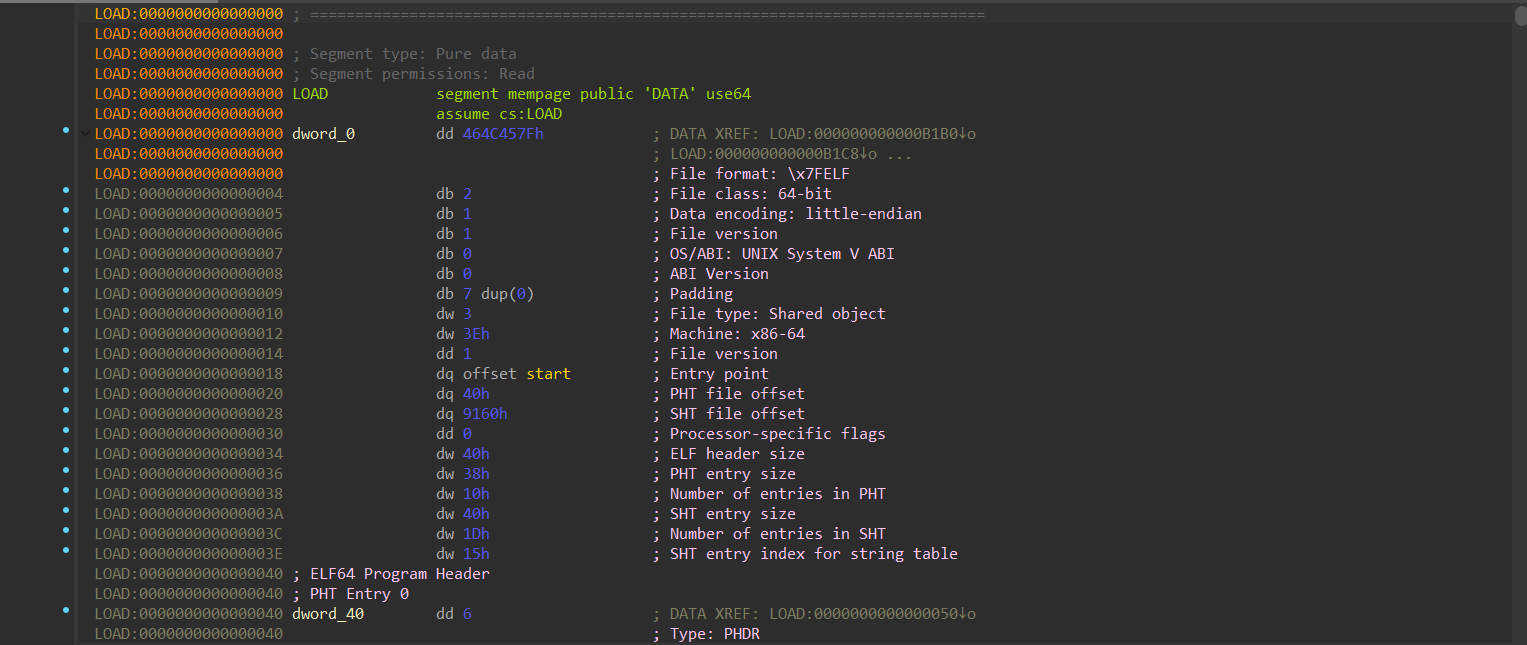 LOAD:0000000000000000 ; ===========================================================================
LOAD:0000000000000000
LOAD:0000000000000000 ; Segment type: Pure data
LOAD:0000000000000000 ; Segment permissions: Read
LOAD:0000000000000000 LOAD            segment mempage public 'DATA' use64
LOAD:0000000000000000                 assume cs:LOAD
LOAD:0000000000000000 dword_0         dd 464C457Fh            ; DATA XREF: LOAD:000000000000B1B0↓o
LOAD:0000000000000000                                         ; LOAD:000000000000B1C8↓o ...
LOAD:0000000000000000                                         ; File format: \x7FELF
LOAD:0000000000000004                 db 2                    ; File class: 64-bit
LOAD:0000000000000005                 db 1                    ; Data encoding: little-endian
LOAD:0000000000000006                 db 1                    ; File version
LOAD:0000000000000007                 db 0                    ; OS/ABI: UNIX System V ABI
LOAD:0000000000000008                 db 0                    ; ABI Version
LOAD:0000000000000009                 db 7 dup(0)             ; Padding
LOAD:0000000000000010                 dw 3                    ; File type: Shared object
LOAD:0000000000000012                 dw 3Eh                  ; Machine: x86-64
LOAD:0000000000000014                 dd 1                    ; File version
LOAD:0000000000000018                 dq offset start         ; Entry point
LOAD:0000000000000020                 dq 40h                  ; PHT file offset
LOAD:0000000000000028                 dq 9160h                ; SHT file offset
LOAD:0000000000000030                 dd 0                    ; Processor-specific flags
LOAD:0000000000000034                 dw 40h                  ; ELF header size
LOAD:0000000000000036                 dw 38h                  ; PHT entry size
LOAD:0000000000000038                 dw 10h                  ; Number of entries in PHT
LOAD:000000000000003A                 dw 40h                  ; SHT entry size
LOAD:000000000000003C                 dw 1Dh                  ; Number of entries in SHT
LOAD:000000000000003E                 dw 15h                  ; SHT entry index for string table
LOAD:0000000000000040 ; ELF64 Program Header
LOAD:0000000000000040 ; PHT Entry 0
LOAD:0000000000000040 dword_40        dd 6                    ; DATA XREF: LOAD:0000000000000050↓o
LOAD:0000000000000040                                         ; Type: PHDR